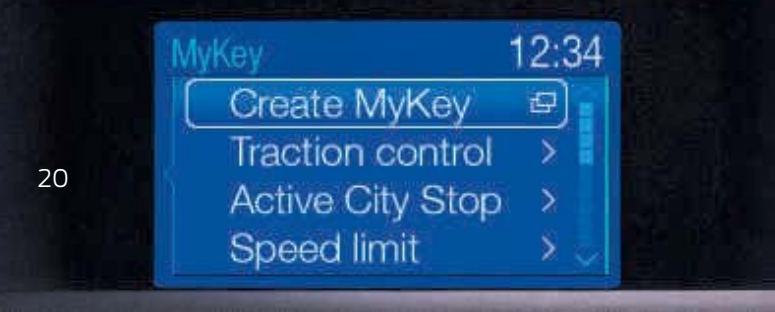 MyKey 12:34
Create MyKey
Traction control
20
Active City Stop
Speed limit